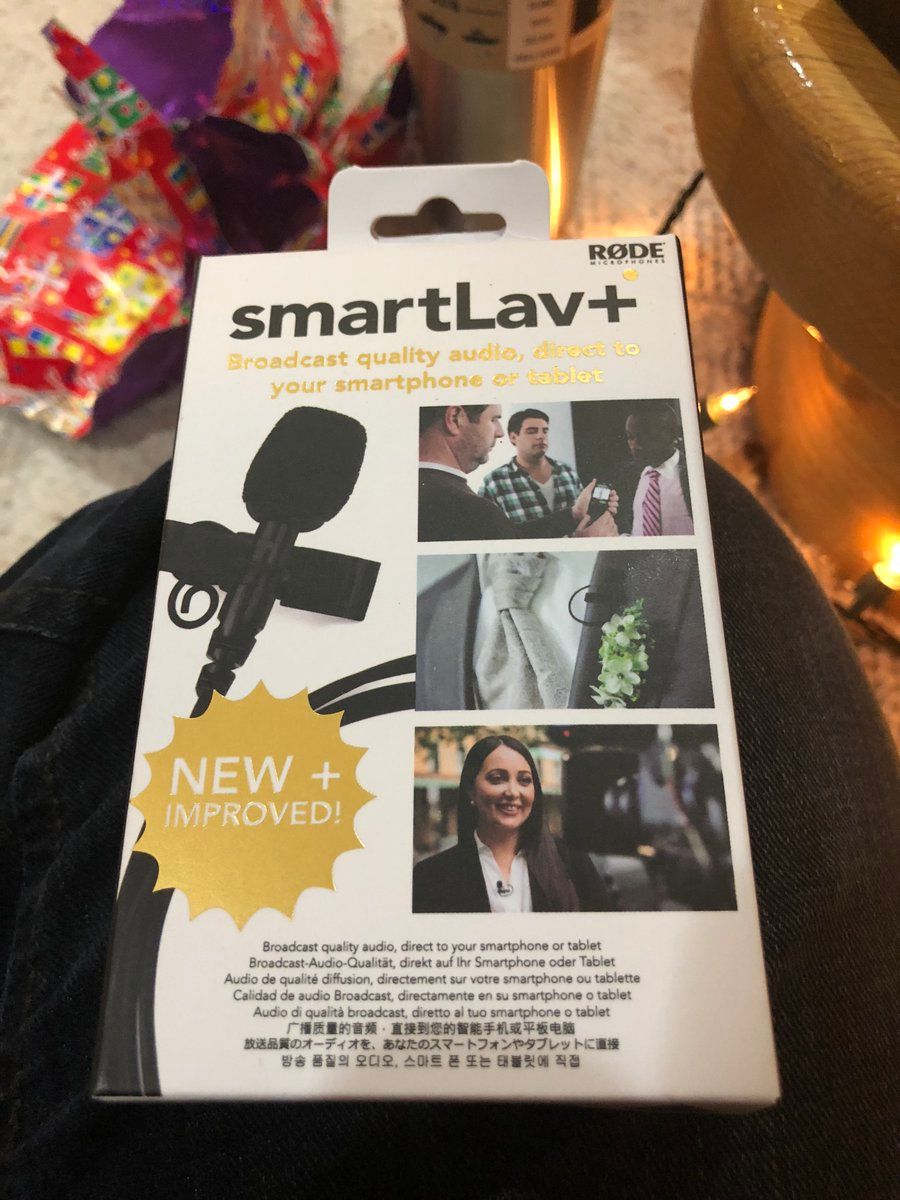 RØDE
MICROPHONES
smartLav+
Broadcast quality audio, direct to
your smartphone or tablet
NEW +
IMPROVED!
Broadcast quality audio, direct to your smartphone or tablet
Broadcast-Audio-Qualität, direkt auf Ihr Smartphone oder Tablet
Audio de qualité diffusion, directement sur votre smartphone ou tablette
Calidad de audio Broadcast, directamente en su smartphone o tablet
Audio di qualità broadcast, diretto al tuo smartphone o tablet
广播质量的音频・直接到您的智能手机或平板电脑
放送品質のオーディオを、あなたのスマートフォンやタブレットに直接
방송 품질의 오디오, 스마트 폰 또는 태블릿에 직접